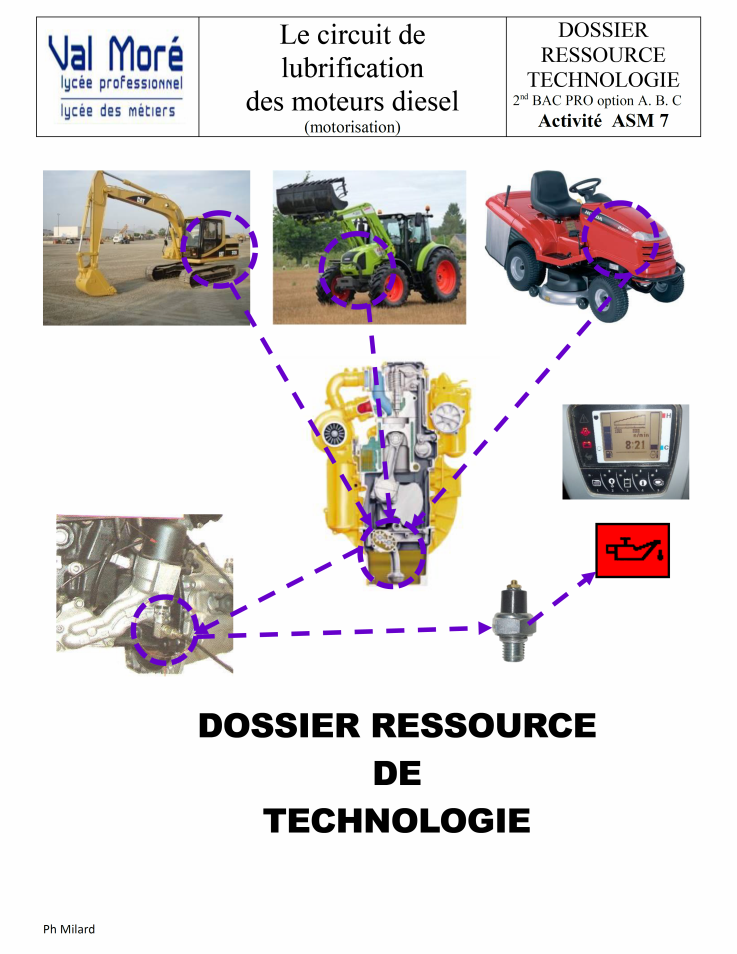 Val Moré
lycée professionnel
lycée des métiers
Le circuit de
lubrification
des moteurs diesel
(motorisation)
DOSSIER
RESSOURCE
TECHNOLOGIE
2nd BAC PRO option A. B. C
Activité ASM 7
CAT
H
C
8:21
DOSSIER RESSOURCE
DE
TECHNOLOGIE
Ph Milard